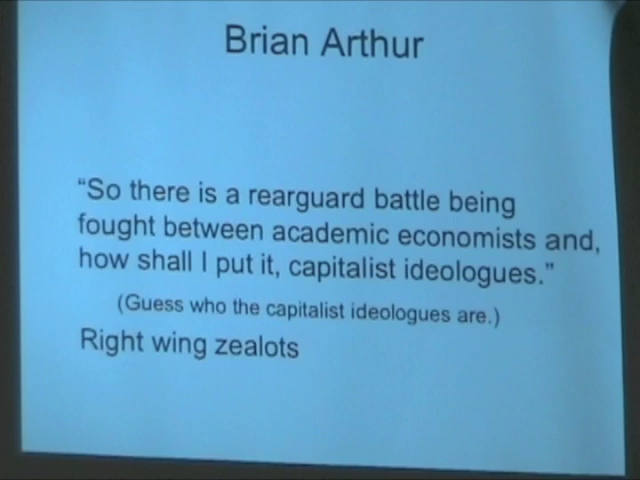 Brian Arthur
“So there is a rearguard battle being
fought between academic economists and,
how shall I put it, capitalist ideologues.”
(Guess who the capitalist ideologues are.)
Right wing zealots